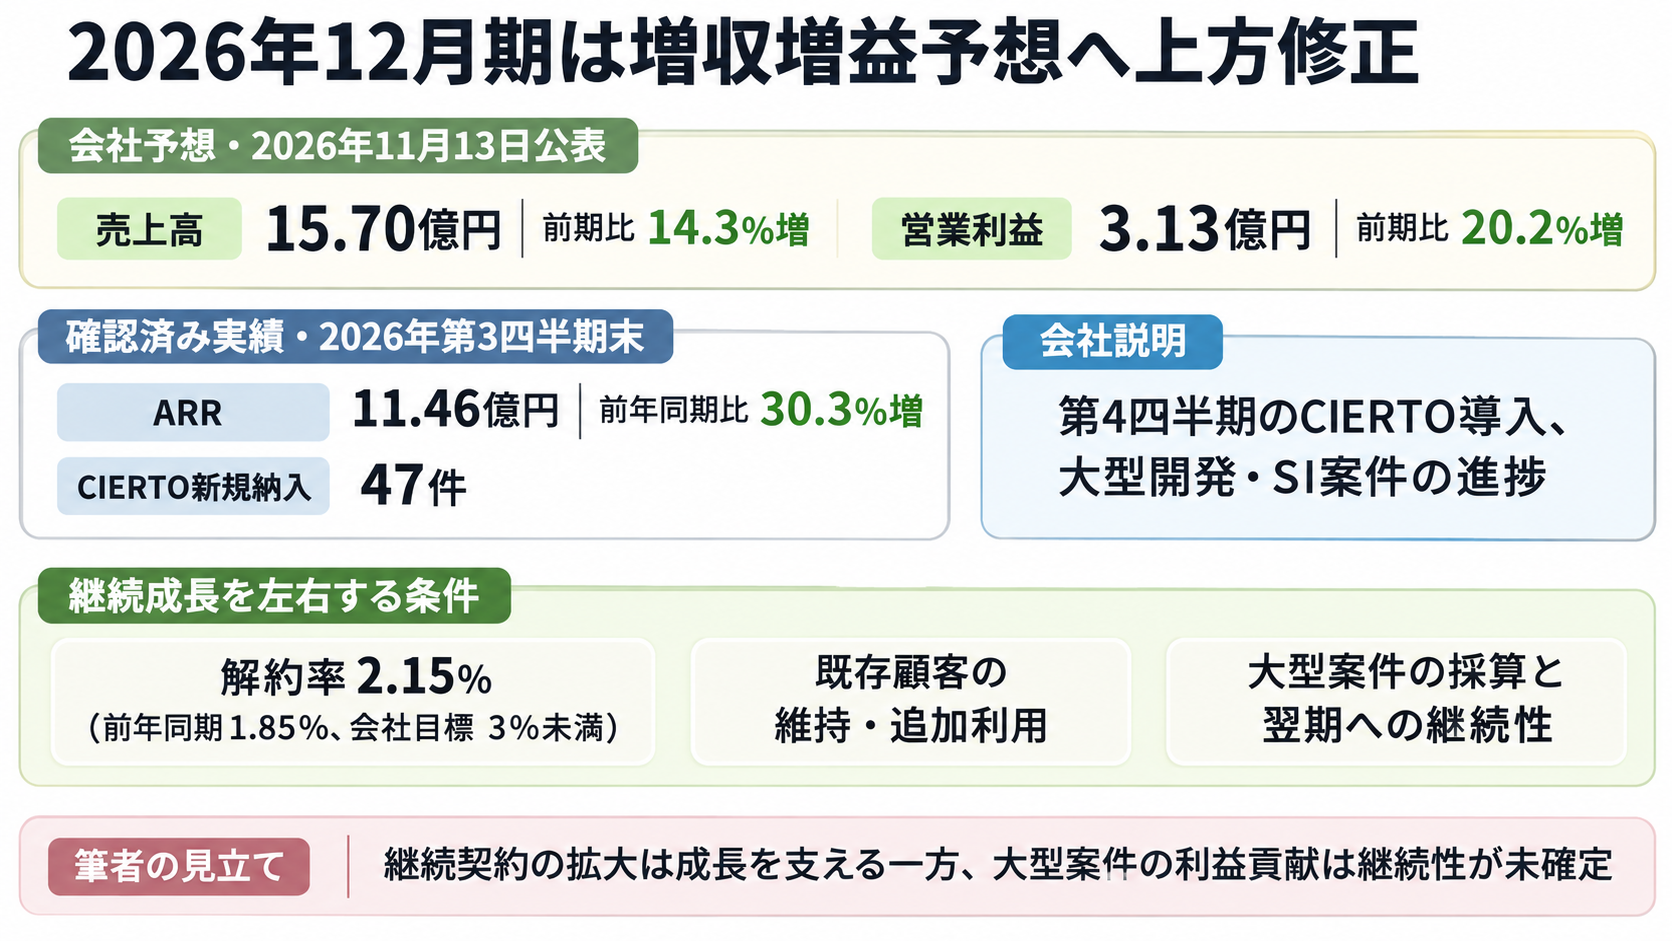 2026年12月期は増収増益予想へ上方修正
会社予想・2026年11月13日公表
売上高 15.70億円 前期比 14.3%増 営業利益 3.13億円 前期比 20.2%増
確認済み実績・2026年第3四半期末
ARR 11.46億円 前年同期比 30.3%増
CIERTO新規納入 47件
会社説明
第4四半期のCIERTO導入、
大型開発・SI案件の進捗
継続成長を左右する条件
解約率 2.15%
（前年同期1.85%、会社目標 3%未満）
既存顧客の
維持・追加利用
大型案件の採算と
翌期への継続性
筆者の見立て 継続契約の拡大は成長を支える一方、大型案件の利益貢献は継続性が未確定